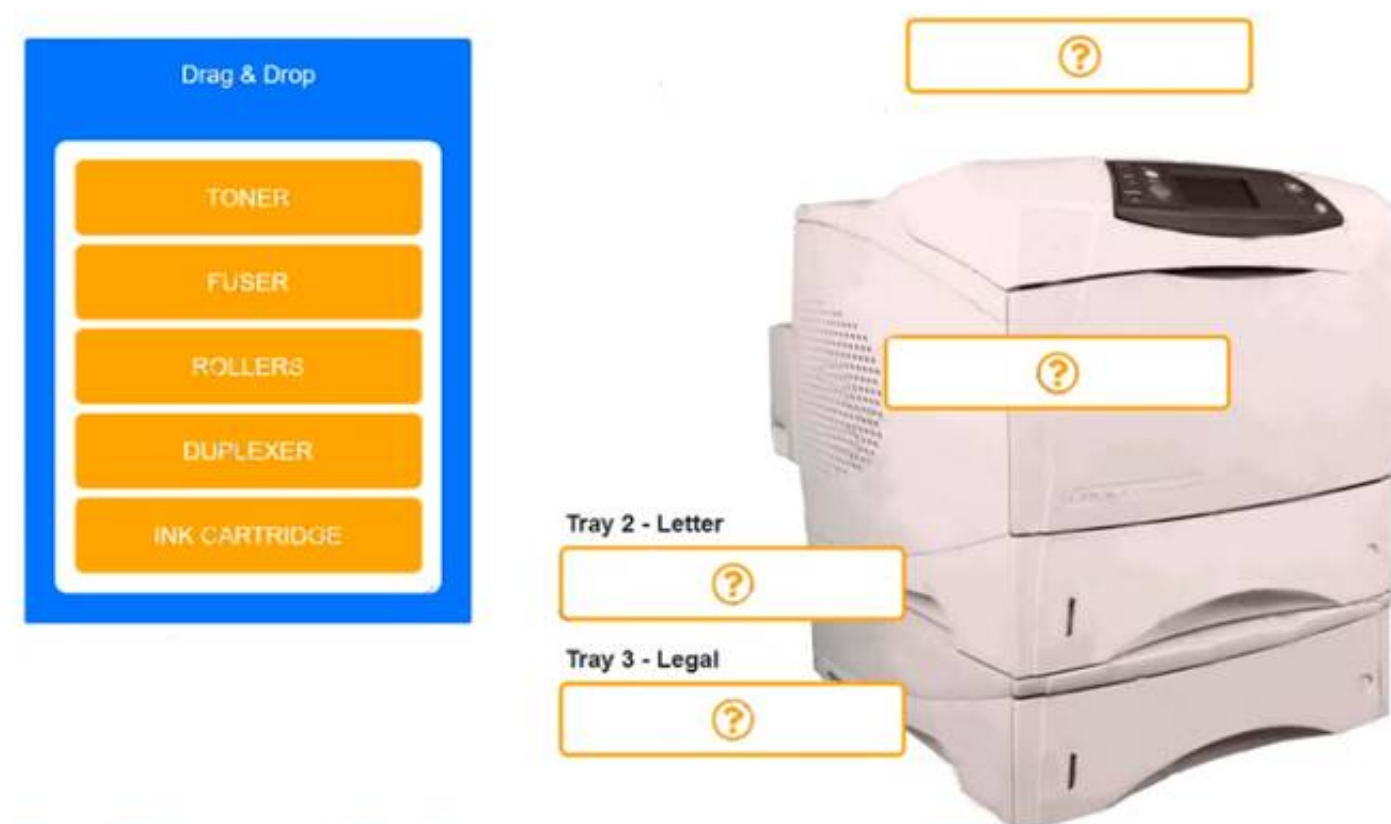 Drag & Drop
TONER
FUSER
ROLLERS
DUPLEXER
INK CARTRIDGE
?
?
Tray 2 - Letter
?
Tray 3 - Legal
?